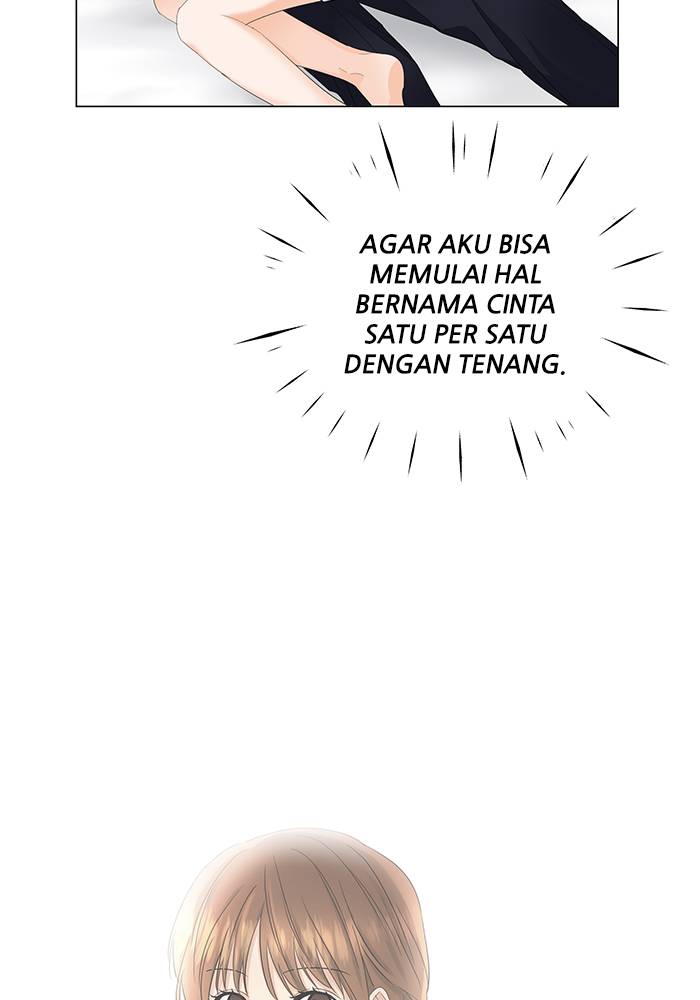 AGAR AKU BISA
MEMULAI HAL
BERNAMA CINTA
SATU PER SATU
DENGAN TENANG.